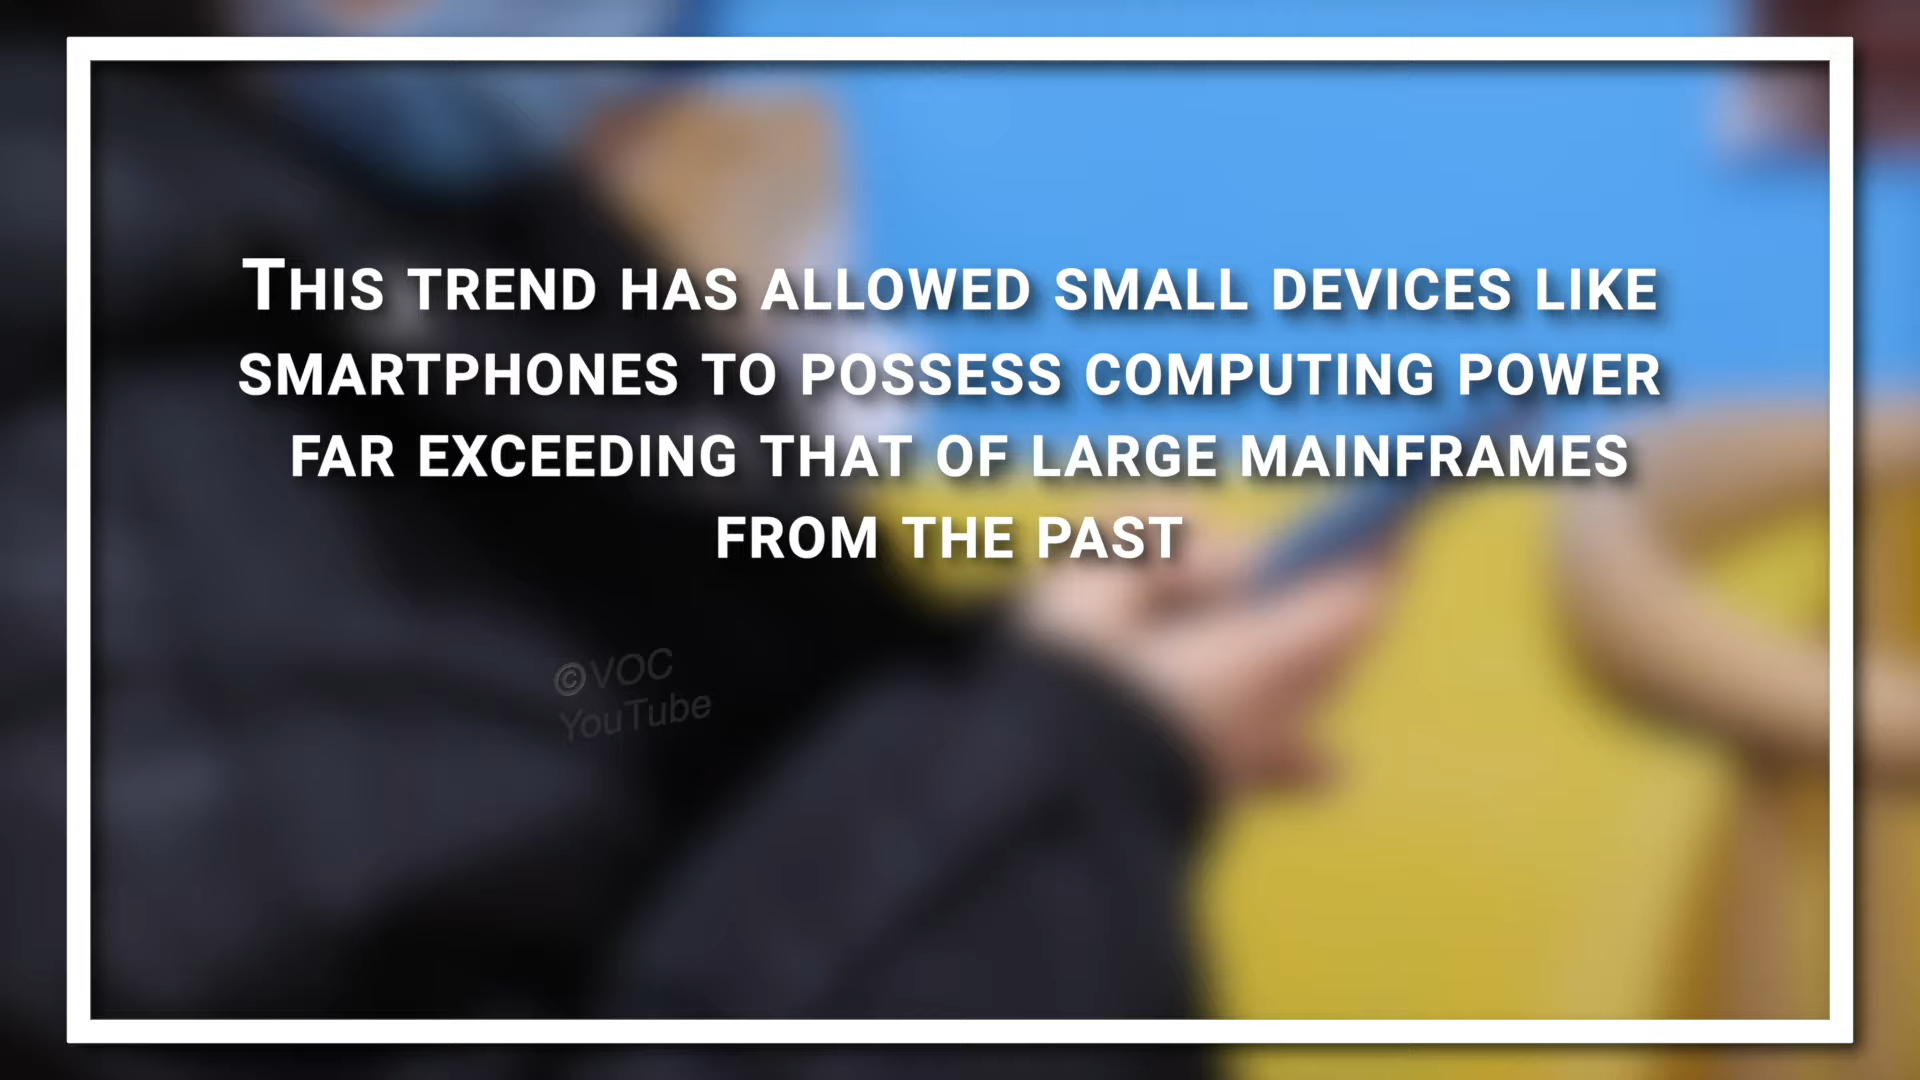 This trend has allowed small devices like
smartphones to possess computing power
far exceeding that of large mainframes
from the past
©VOC
YouTube